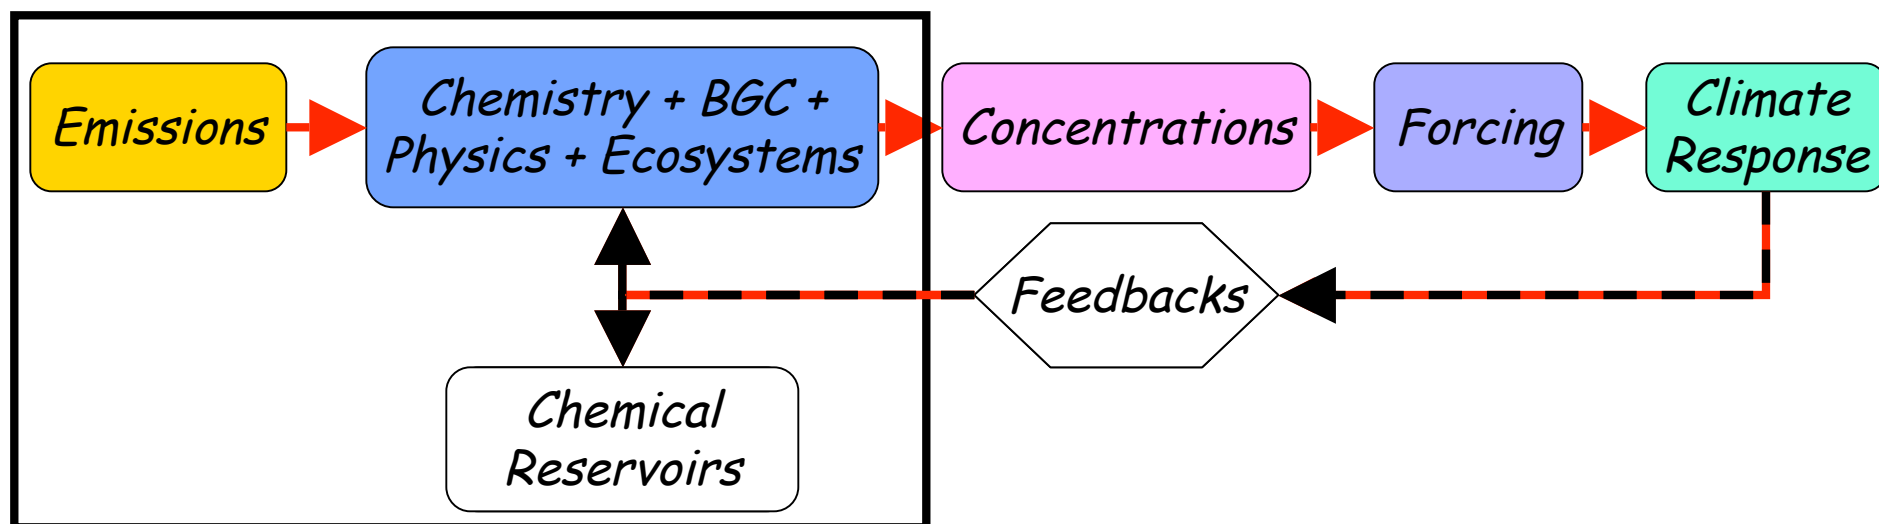 Emissions
Chemistry + BGC +
Physics + Ecosystems
Concentrations
Forcing
Climate
Response
Feedbacks
Chemical
Reservoirs